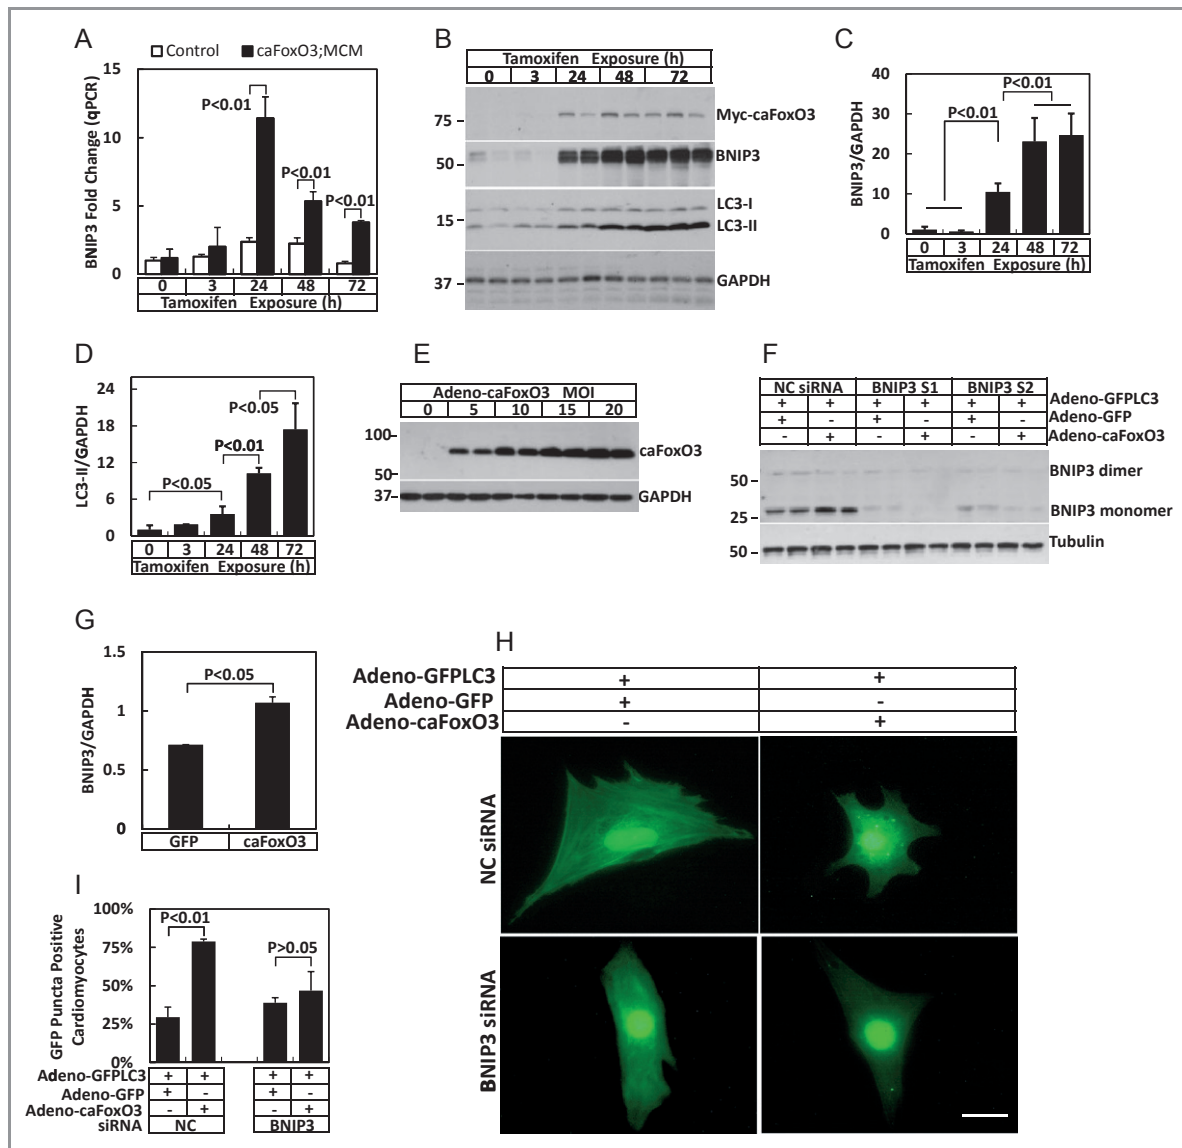 A
Control caFoxO3;MCM
BNIP3 Fold Change (qPCR)
15
10
5
0
P<0.01
P<0.01
P<0.01
0 3 24 48 72
Tamoxifen Exposure (h)
B
Tamoxifen Exposure (h)
0 3 24 48 72
75
50
15
37
Myc-caFoxO3
BNIP3
LC3-I
LC3-II
GAPDH
C
BNIP3/GAPDH
40
30
20
10
0
P<0.01
P<0.01
0 3 24 48 72
Tamoxifen Exposure (h)
D
LC3-II/GAPDH
24
18
12
6
0
P<0.05
P<0.01
P<0.05
0 3 24 48 72
Tamoxifen Exposure (h)
E
Adeno-caFoxO3 MOI
0 5 10 15 20
100
50
37
caFoxO3
GAPDH
F
NC siRNA BNIP3 S1 BNIP3 S2
+ + + + + + Adeno-GFPLC3
+ - + - + - Adeno-GFP
- + - + - + Adeno-caFoxO3
50
25
50
BNIP3 dimer
BNIP3 monomer
Tubulin
G
BNIP3/GAPDH
1.5
1
0.5
0
P<0.05
GFP caFoxO3
H
Adeno-GFPLC3 + +
Adeno-GFP + -
Adeno-caFoxO3 - +
NC siRNA
BNIP3 siRNA
I
GFP Puncta Positive
Cardiomyocytes
100%
75%
50%
25%
0%
P<0.01
P>0.05
Adeno-GFPLC3 + + + +
Adeno-GFP + - + -
Adeno-caFoxO3 - + - +
siRNA NC BNIP3